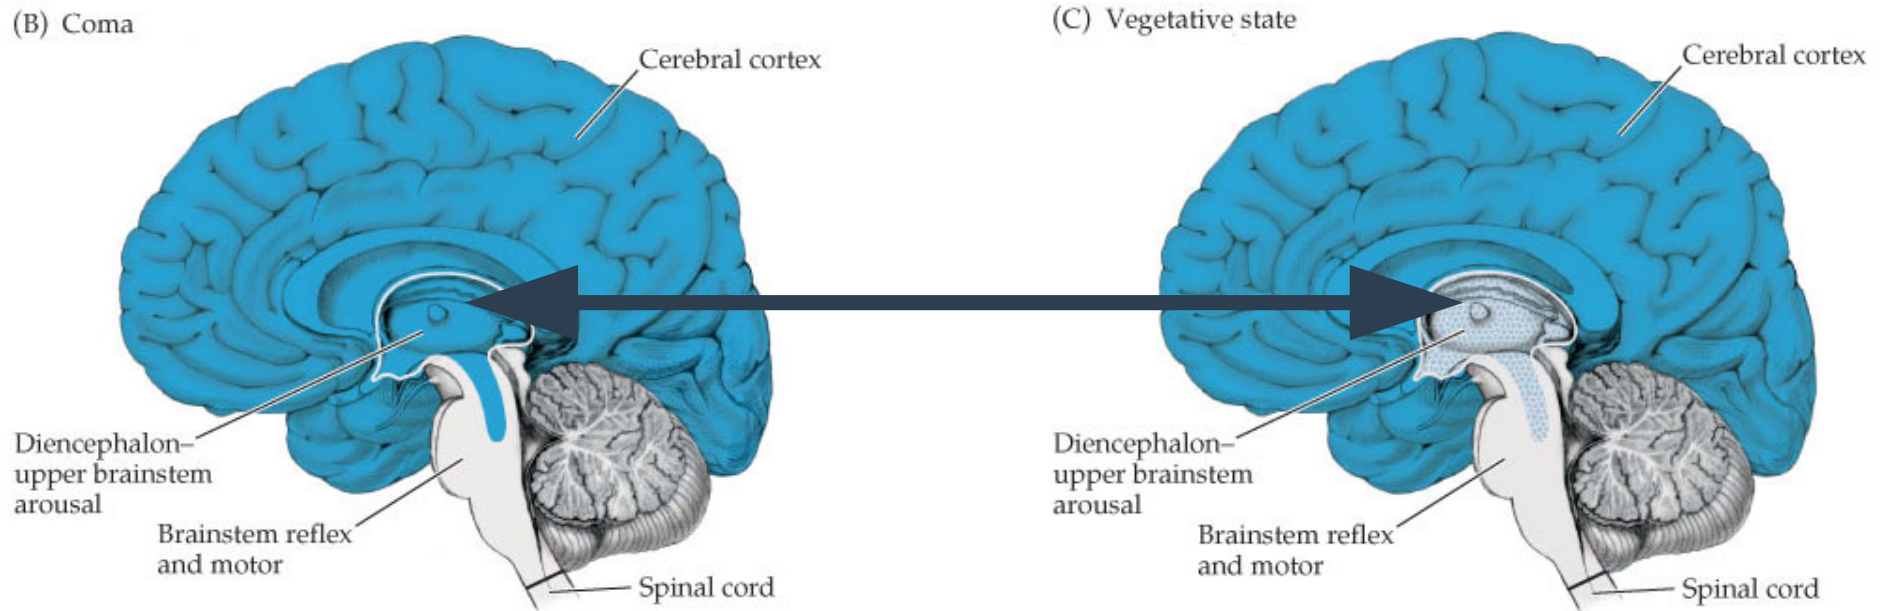 (B) Coma
Cerebral cortex
Diencephalon–
upper brainstem
arousal
Brainstem reflex
and motor
Spinal cord
(C) Vegetative state
Cerebral cortex
Diencephalon–
upper brainstem
arousal
Brainstem reflex
and motor
Spinal cord